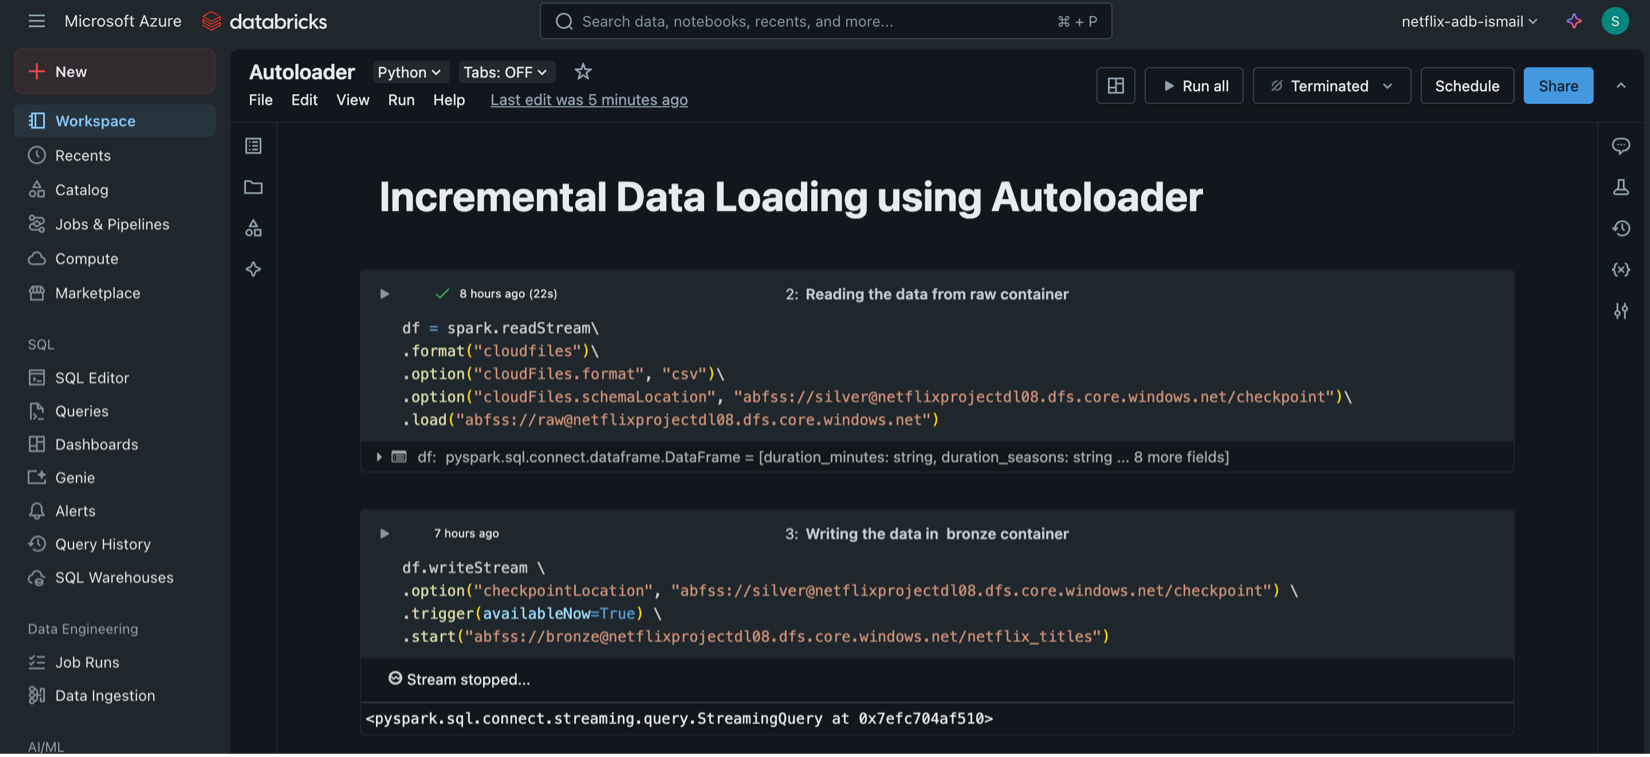 Microsoft Azure
databricks
Search data, notebooks, recents, and more...
⌘ + P
netflix-adb-ismail
S
New
Workspace
Recents
Catalog
Jobs & Pipelines
Compute
Marketplace
SQL
SQL Editor
Queries
Dashboards
Genie
Alerts
Query History
SQL Warehouses
Data Engineering
Job Runs
Data Ingestion
AI/ML
Autoloader
Python
Tabs: OFF
File
Edit
View
Run
Help
Last edit was 5 minutes ago
Run all
Terminated
Schedule
Share
Incremental Data Loading using Autoloader
8 hours ago (22s)
2: Reading the data from raw container
df = spark.readStream\
.format("cloudfiles")\
.option("cloudFiles.format", "csv")\
.option("cloudFiles.schemaLocation", "abfss://silver@netflixprojectdl08.dfs.core.windows.net/checkpoint")\
.load("abfss://raw@netflixprojectdl08.dfs.core.windows.net")
df: pyspark.sql.connect.dataframe.DataFrame = [duration_minutes: string, duration_seasons: string ... 8 more fields]
7 hours ago
3: Writing the data in bronze container
df.writeStream \
.option("checkpointLocation", "abfss://silver@netflixprojectdl08.dfs.core.windows.net/checkpoint") \
.trigger(availableNow=True) \
.start("abfss://bronze@netflixprojectdl08.dfs.core.windows.net/netflix_titles")
Stream stopped...
<pyspark.sql.connect.streaming.query.StreamingQuery at 0x7efc704af510>